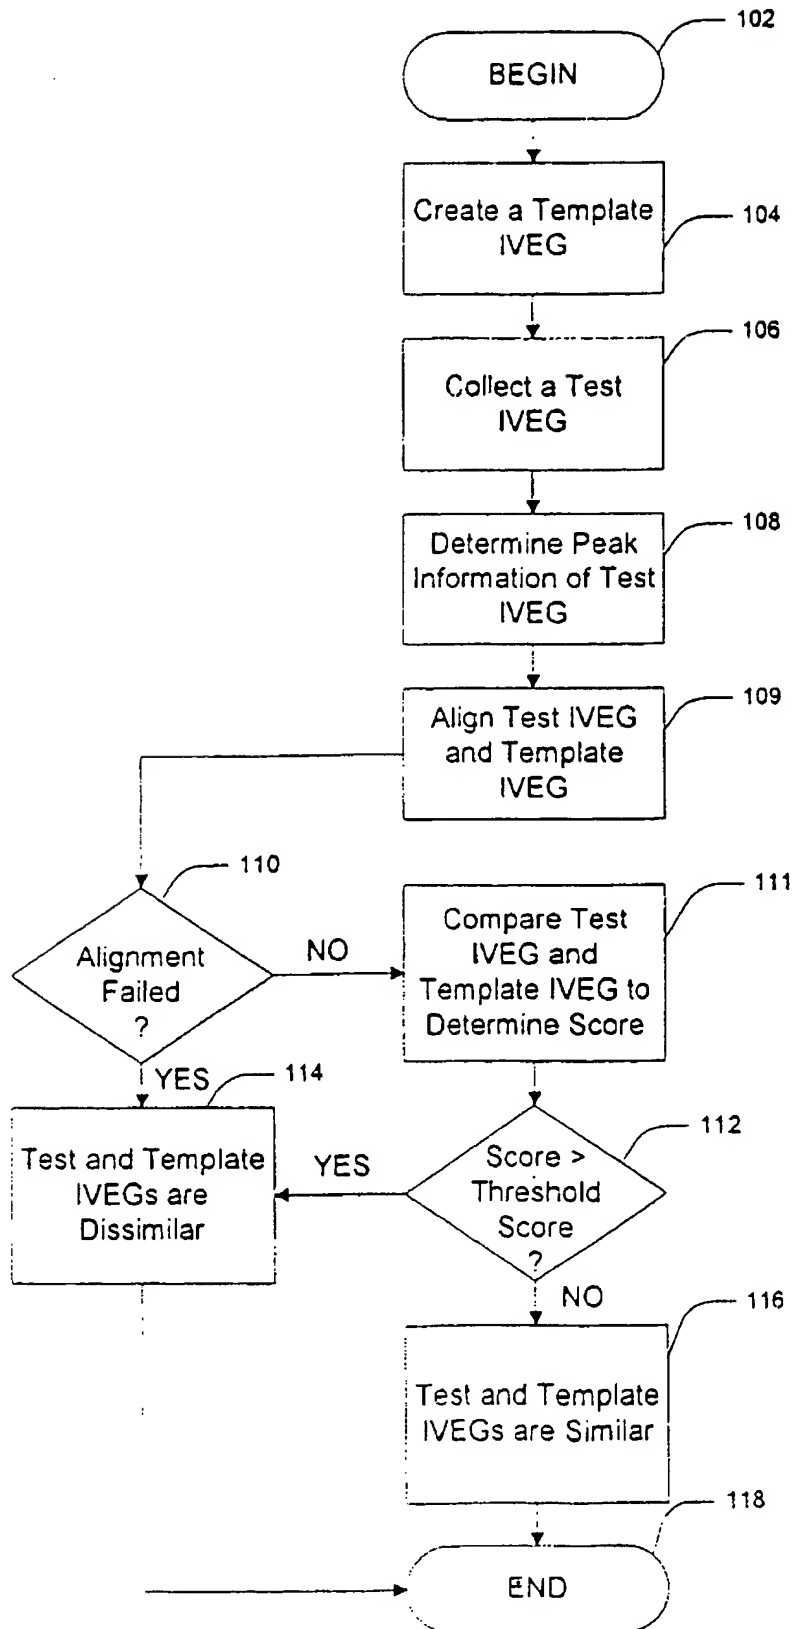 102
BEGIN
Create a Template
IVEG
104
106
Collect a Test
IVEG
108
Determine Peak
Information of Test
IVEG
109
Align Test IVEG
and Template
IVEG
110
Alignment
Failed
?
NO
111
Compare Test
IVEG and
Template IVEG to
Determine Score
YES
114
Test and Template
IVEGs are
Dissimilar
YES
112
Score >
Threshold
Score
?
NO
116
Test and Template
IVEGs are Similar
118
END